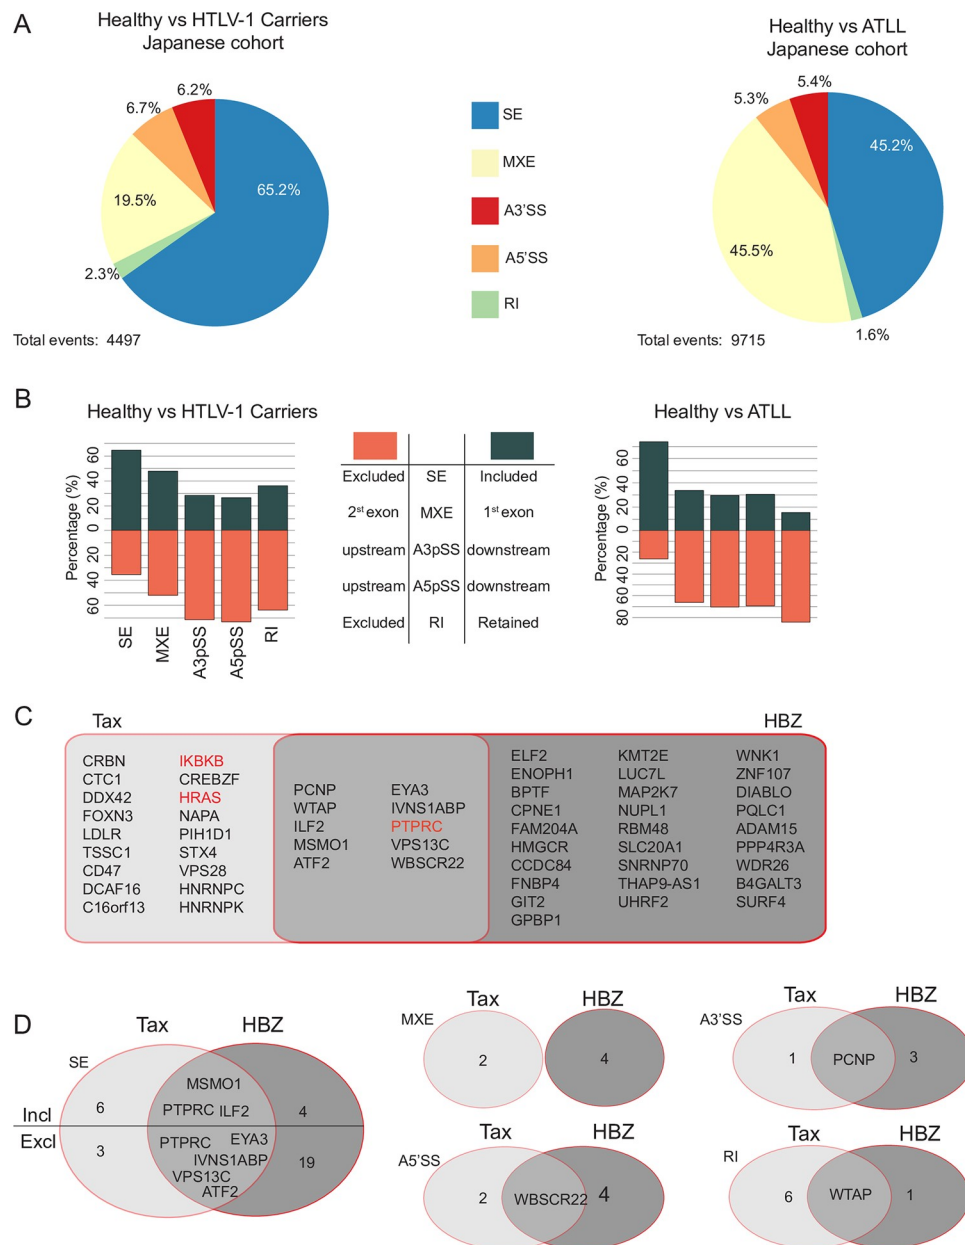 A
Healthy vs HTLV-1 Carriers
Japanese cohort
6.2%
6.7%
19.5%
65.2%
2.3%
Total events: 4497
SE
MXE
A3'SS
A5'SS
RI
Healthy vs ATLL
Japanese cohort
5.4%
5.3%
45.2%
45.5%
1.6%
Total events: 9715
B
Healthy vs HTLV-1 Carriers
Percentage (%)
60
40
20
0
20
40
60
SE
MXE
A3pSS
A5pSS
RI
Excluded SE Included
2st exon MXE 1st exon
upstream A3pSS downstream
upstream A5pSS downstream
Excluded RI Retained
Healthy vs ATLL
Percentage (%)
60
40
20
0
20
40
60
80
C
Tax
HBZ
CRBN IKBKB
CTC1 CREBZF
DDX42 HRAS
FOXN3 NAPA
LDLR PIH1D1
TSSC1 STX4
CD47 VPS28
DCAF16 HNRNPC
C16orf13 HNRNPK
PCNP EYA3
WTAP IVNS1ABP
ILF2 PTPRC
MSMO1 VPS13C
ATF2 WBSCR22
ELF2 KMT2E WNK1
ENOPH1 LUC7L ZNF107
BPTF MAP2K7 DIABLO
CPNE1 NUPL1 PQLC1
FAM204A RBM48 ADAM15
HMGCR SLC20A1 PPP4R3A
CCDC84 SNRNP70 WDR26
FNBP4 THAP9-AS1 B4GALT3
GIT2 UHRF2 SURF4
GPBP1
D
Tax HBZ
SE
MSMO1
6 PTPRC ILF2 4
Incl
Excl
3 PTPRC EYA3 19
IVNS1ABP
VPS13C
ATF2
Tax HBZ
MXE
2 4
Tax HBZ
A3'SS
1 PCNP 3
Tax HBZ
A5'SS
2 WBSCR22 4
Tax HBZ
RI
6 WTAP 1